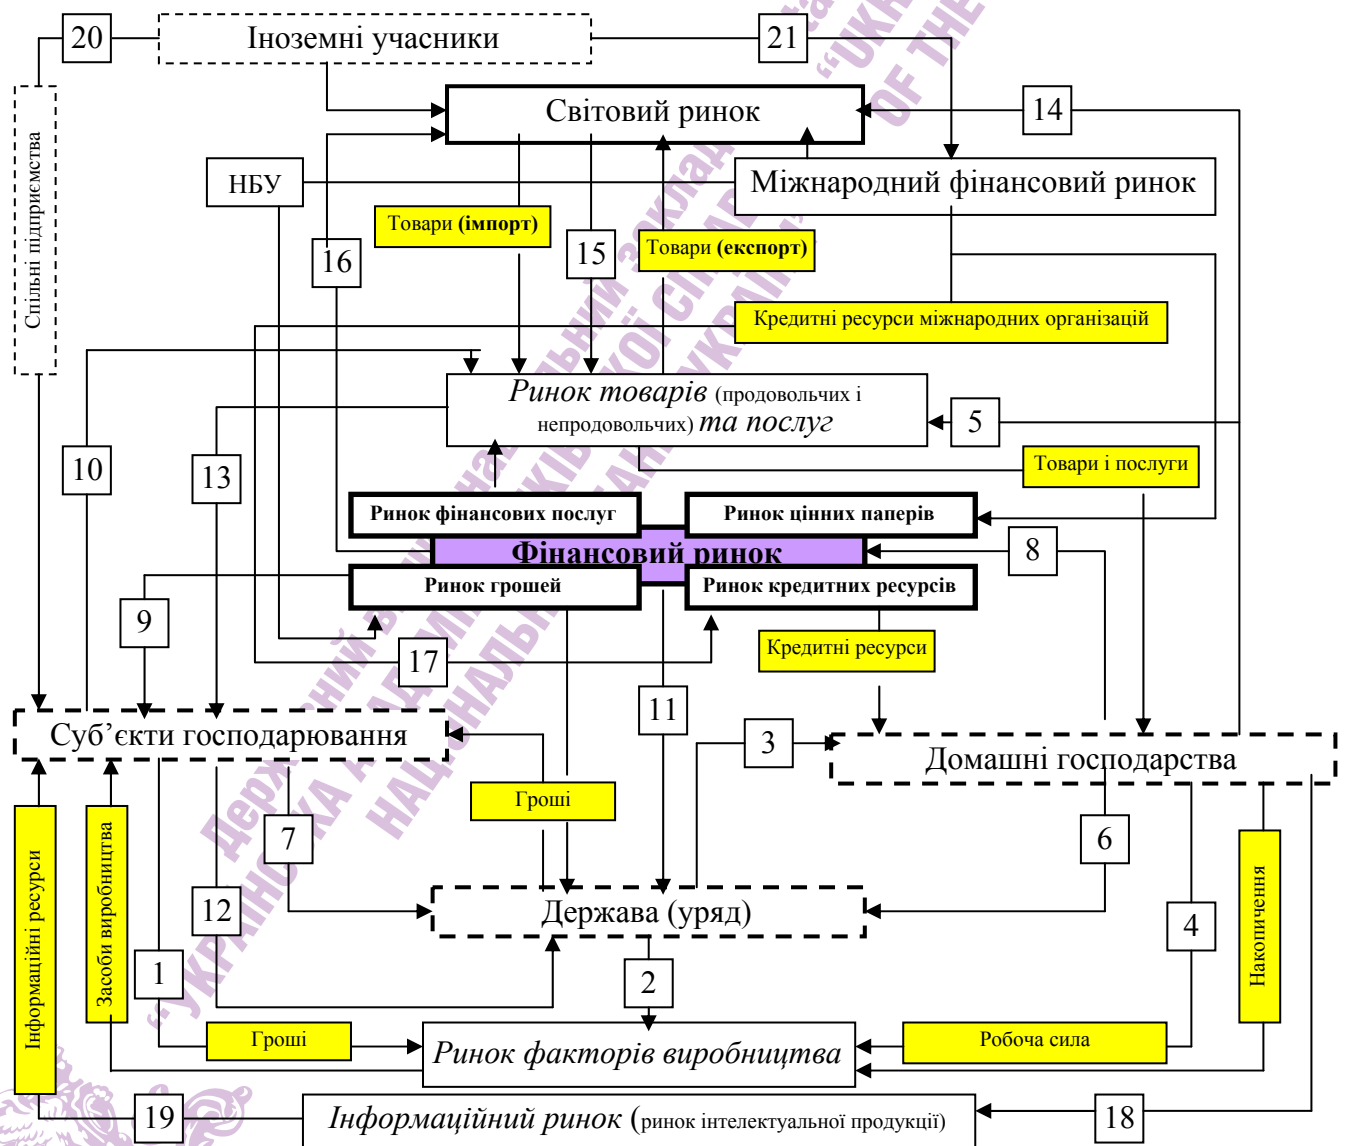 20
Іноземні учасники
21
Світовий ринок
14
Спільні підприємства
НБУ
Міжнародний фінансовий ринок
Товари (імпорт)
16
15
Товари (експорт)
Кредитні ресурси міжнародних організацій
Ринок товарів (продовольчих і
непродовольчих) та послуг
5
10
13
Товари і послуги
Ринок фінансових послуг
Ринок цінних паперів
Фінансовий ринок
8
Ринок грошей
Ринок кредитних ресурсів
9
17
Кредитні ресурси
11
Суб’єкти господарювання
3
Домашні господарства
Гроші
7
6
Інформаційні ресурси
Засоби виробництва
12
Держава (уряд)
4
Накопичення
1
2
Гроші
Ринок факторів виробництва
Робоча сила
19
Інформаційний ринок (ринок інтелектуальної продукції)
18
“UKR
OF THE